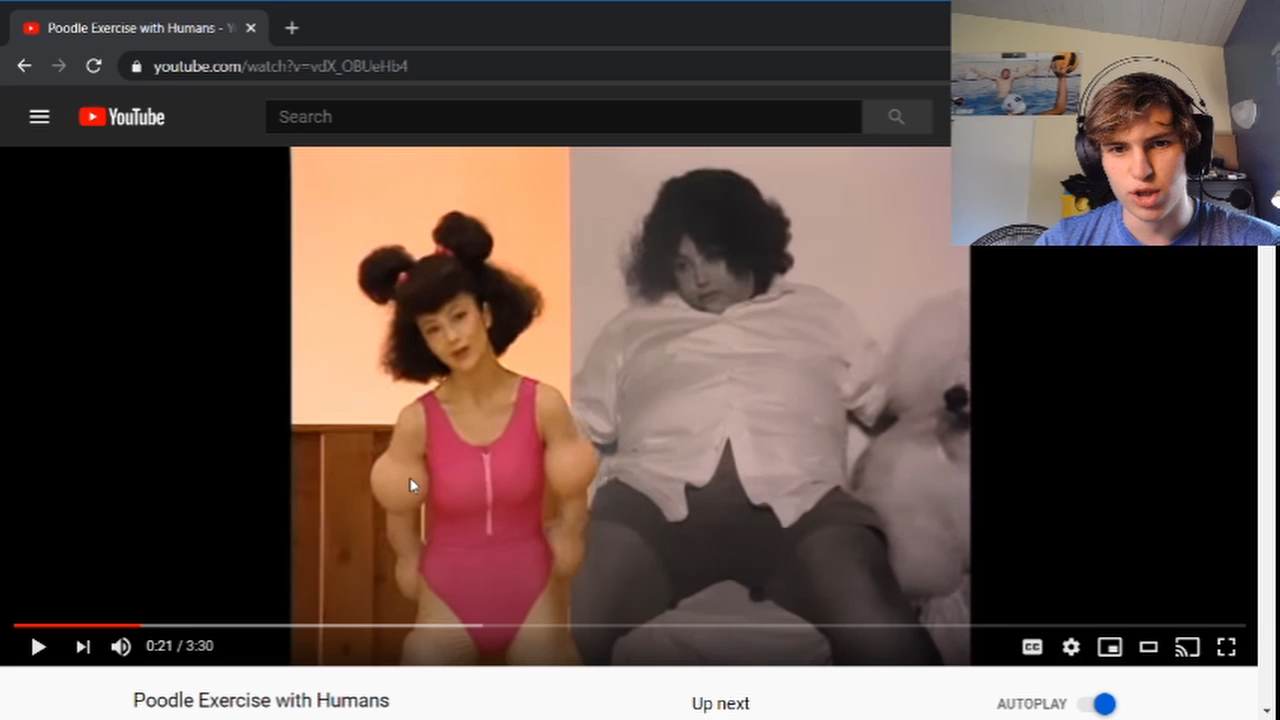 Poodle Exercise with Humans - Y
youtube.com/watch?v=vdX_OBUeHb4
YouTube
Search
0:21 / 3:30
CC
Poodle Exercise with Humans
Up next
AUTOPLAY